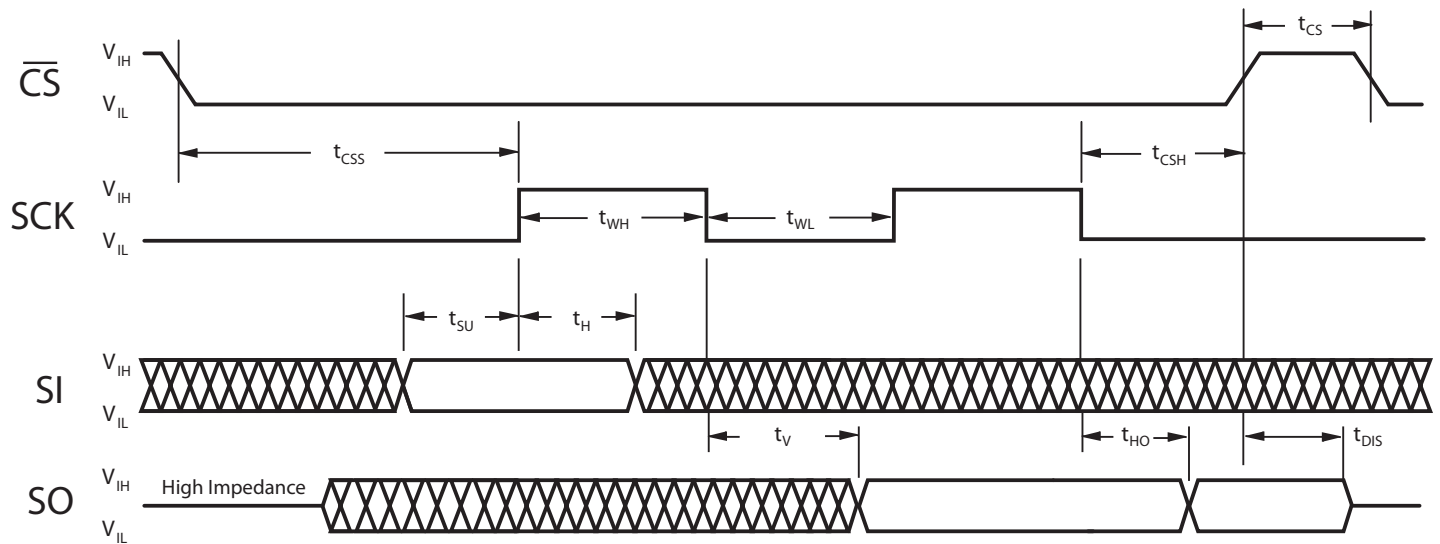 t_CS
V_IH
C̅S̅
V_IL
t_CSS
t_CSH
V_IH
SCK
t_WH
t_WL
V_IL
t_SU
t_H
V_IH
SI
V_IL
t_V
t_HO
t_DIS
V_IH
High Impedance
SO
V_IL